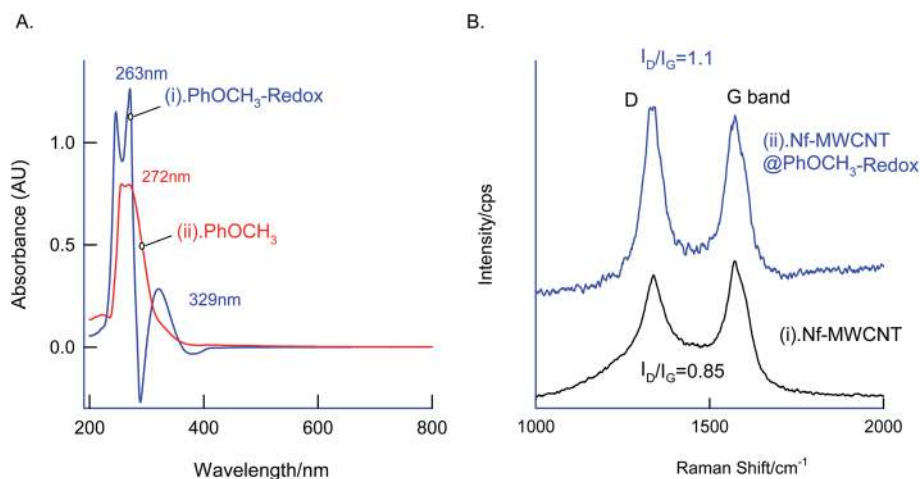 A.
263nm
(i).PhOCH3-Redox
272nm
(ii).PhOCH3
329nm
1.0
0.5
0.0
200
400
600
800
Absorbance (AU)
Wavelength/nm
B.
ID/IG=1.1
D
G band
(ii).Nf-MWCNT
@PhOCH3-Redox
(i).Nf-MWCNT
ID/IG=0.85
1000
1500
2000
Intensity/cps
Raman Shift/cm-1